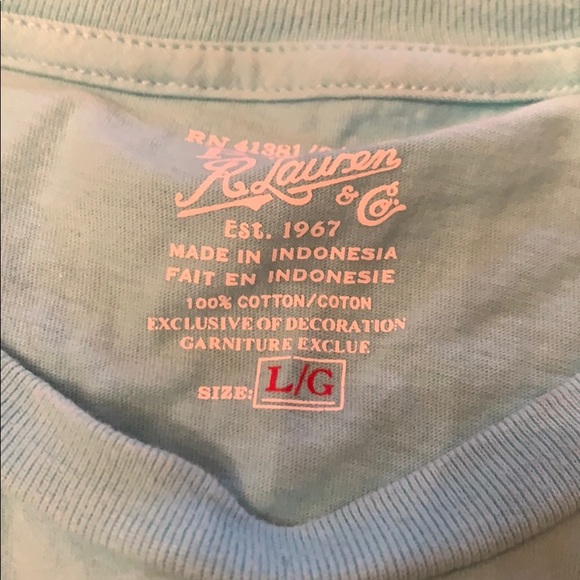 RN 41381
R. Lauren
& Co.
EST. 1967
MADE IN INDONESIA
FAIT EN INDONESIE
100% COTTON/COTON
EXCLUSIVE OF DECORATION
GARNITURE EXCLUE
SIZE: L/G